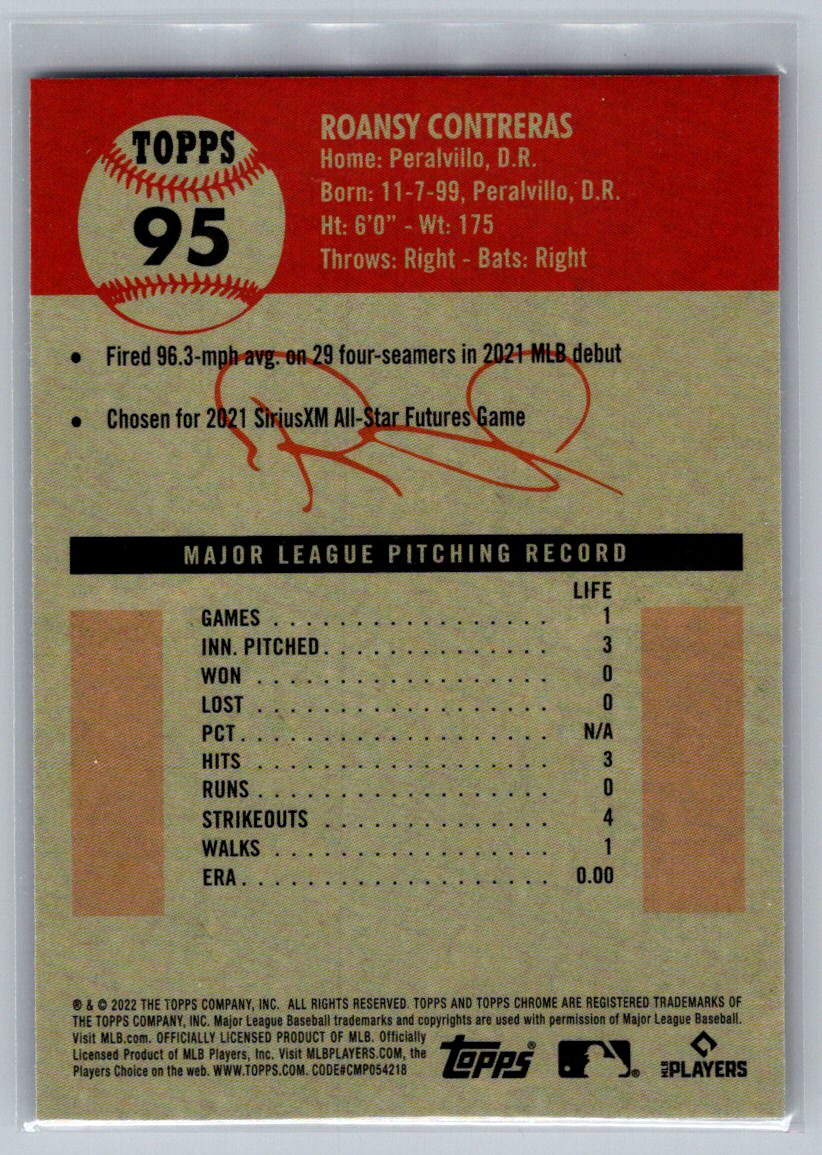 TOPPS
95
ROANSY CONTRERAS
Home: Peralvillo, D.R.
Born: 11-7-99, Peralvillo, D.R.
Ht: 6'0" - Wt: 175
Throws: Right - Bats: Right
• Fired 96.3-mph avg. on 29 four-seamers in 2021 MLB debut
• Chosen for 2021 SiriusXM All-Star Futures Game
MAJOR LEAGUE PITCHING RECORD
LIFE
GAMES . . . . . . . . . . . . . . . . . 1
INN. PITCHED . . . . . . . . . . . . . . 3
WON . . . . . . . . . . . . . . . . . . 0
LOST . . . . . . . . . . . . . . . . . . 0
PCT . . . . . . . . . . . . . . . . . . . N/A
HITS . . . . . . . . . . . . . . . . . . 3
RUNS . . . . . . . . . . . . . . . . . . 0
STRIKEOUTS . . . . . . . . . . . . . . 4
WALKS . . . . . . . . . . . . . . . . . 1
ERA . . . . . . . . . . . . . . . . . . . 0.00
® & © 2022 THE TOPPS COMPANY, INC. ALL RIGHTS RESERVED. TOPPS AND TOPPS CHROME ARE REGISTERED TRADEMARKS OF
THE TOPPS COMPANY, INC. Major League Baseball trademarks and copyrights are used with permission of Major League Baseball.
Visit MLB.com. OFFICIALLY LICENSED PRODUCT OF MLB. Officially
Licensed Product of MLB Players, Inc. Visit MLBPLAYERS.COM, the
Players Choice on the web. WWW.TOPPS.COM. CODE#CMP054218
Topps®
®
MLB PLAYERS